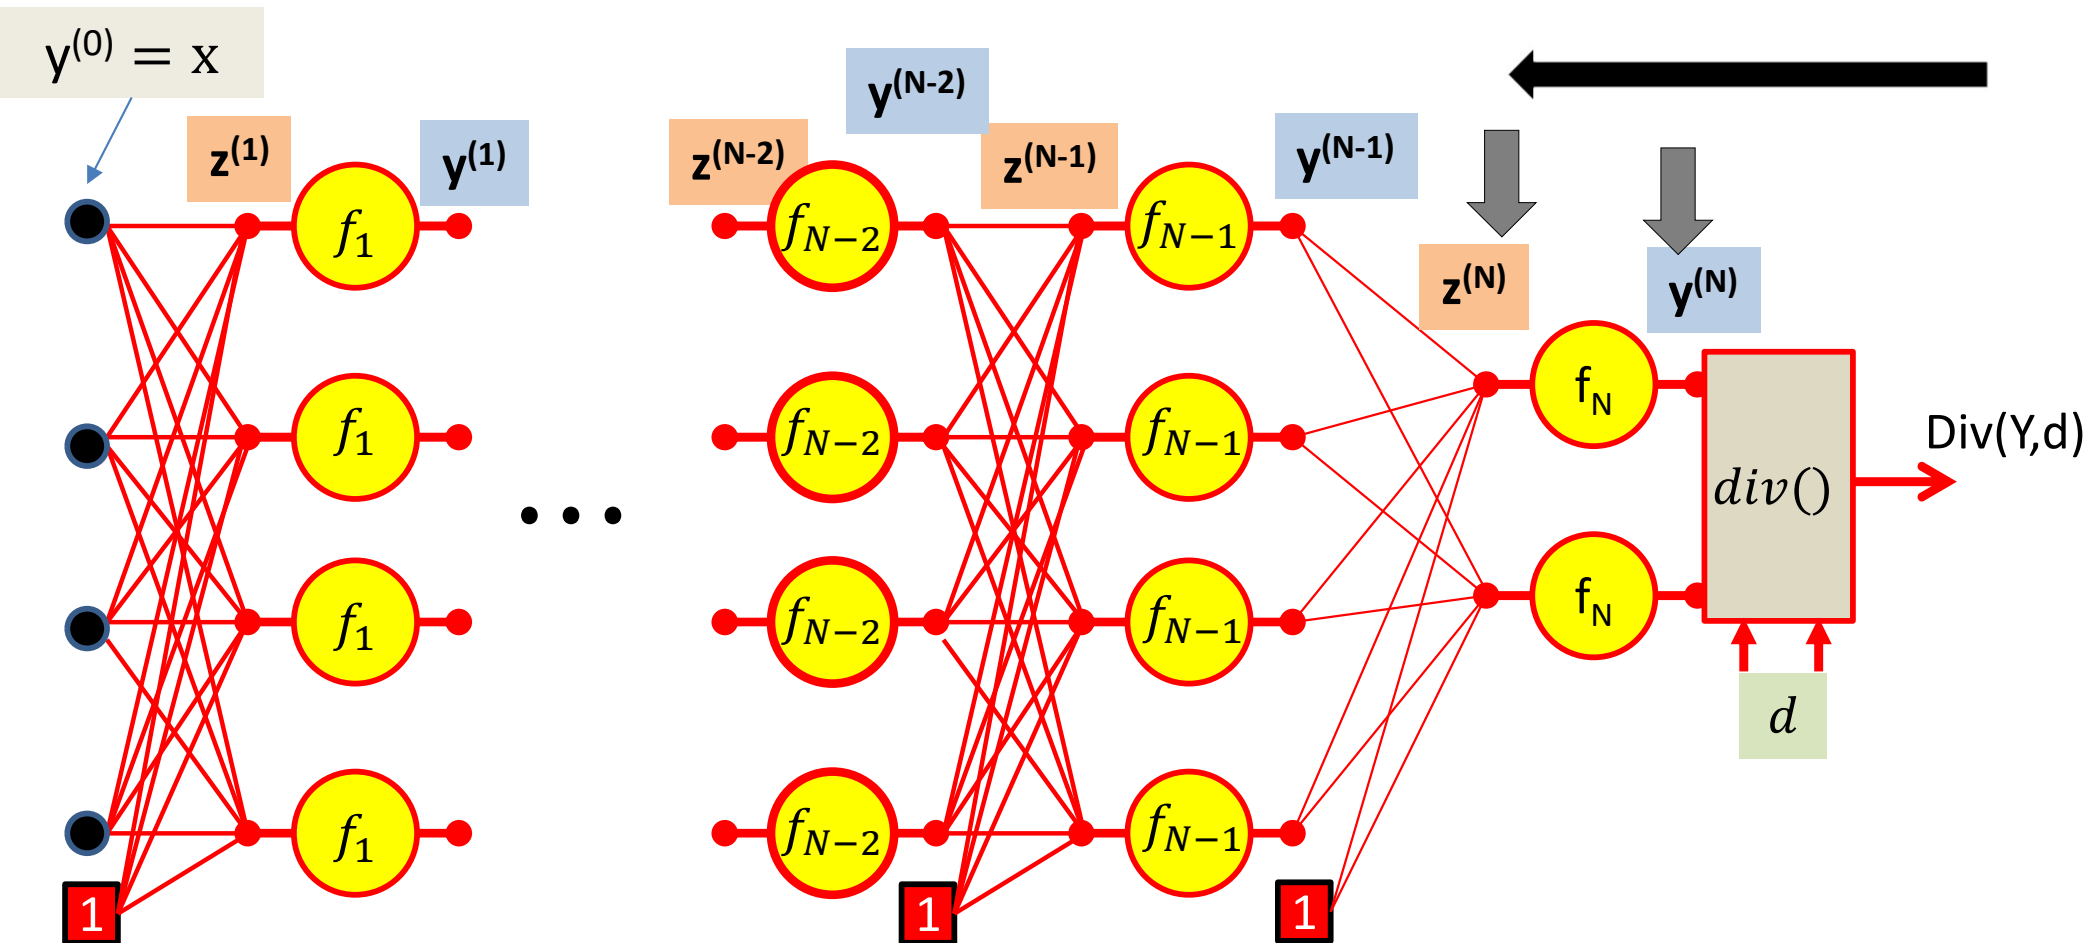 y(0) = x
z(1)
y(1)
z(N-2)
y(N-2)
z(N-1)
y(N-1)
z(N)
y(N)
f1
fN−2
fN−1
f1
fN−2
fN−1
fN
f1
fN−2
fN−1
fN
f1
fN−2
fN−1
• • •
div()
Div(Y,d)
d
1
1
1